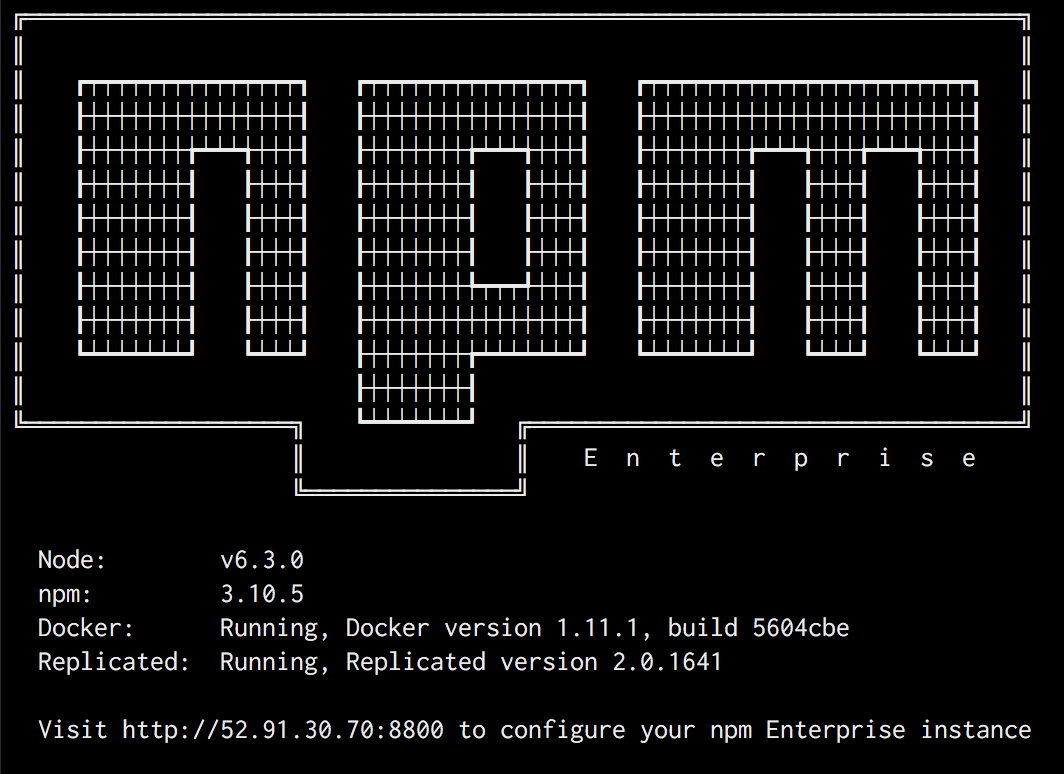 npm
E n t e r p r i s e
Node: v6.3.0
npm: 3.10.5
Docker: Running, Docker version 1.11.1, build 5604cbe
Replicated: Running, Replicated version 2.0.1641
Visit http://52.91.30.70:8800 to configure your npm Enterprise instance